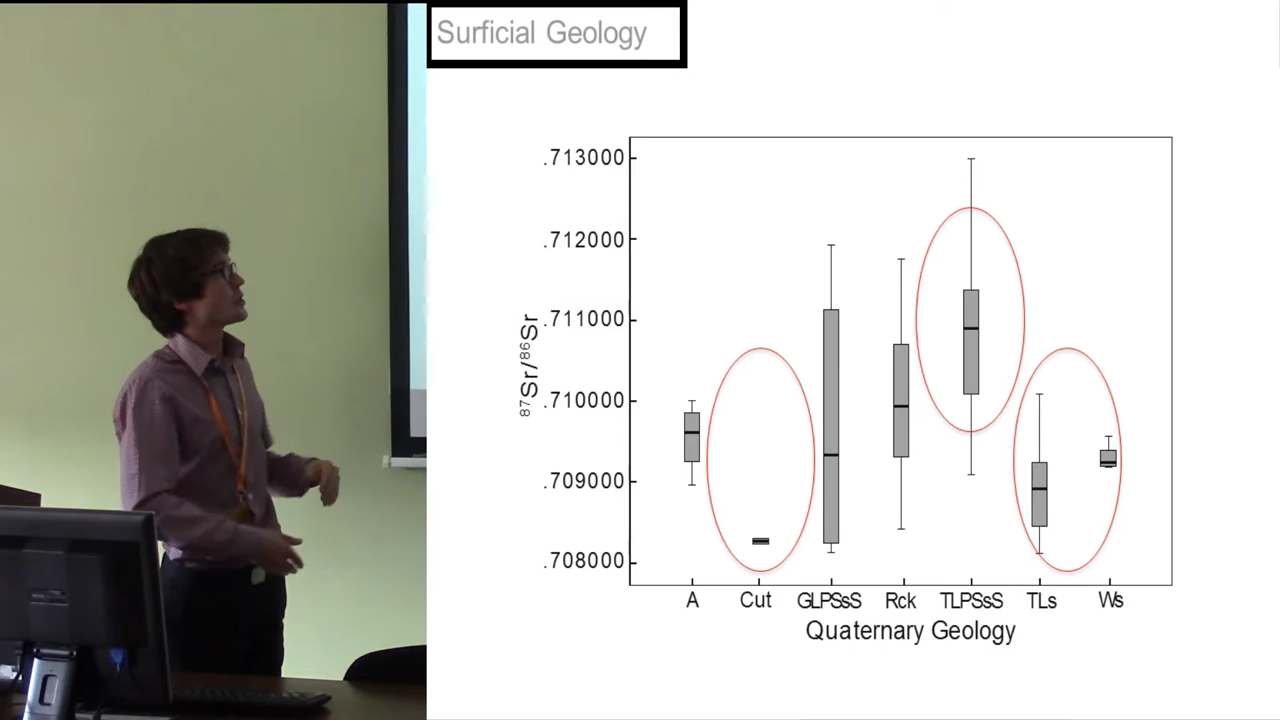 Surficial Geology
.713000
.712000
.711000
.710000
.709000
.708000
87Sr/86Sr
A Cut GLPSsS Rck TLPSsS TLs Ws
Quaternary Geology